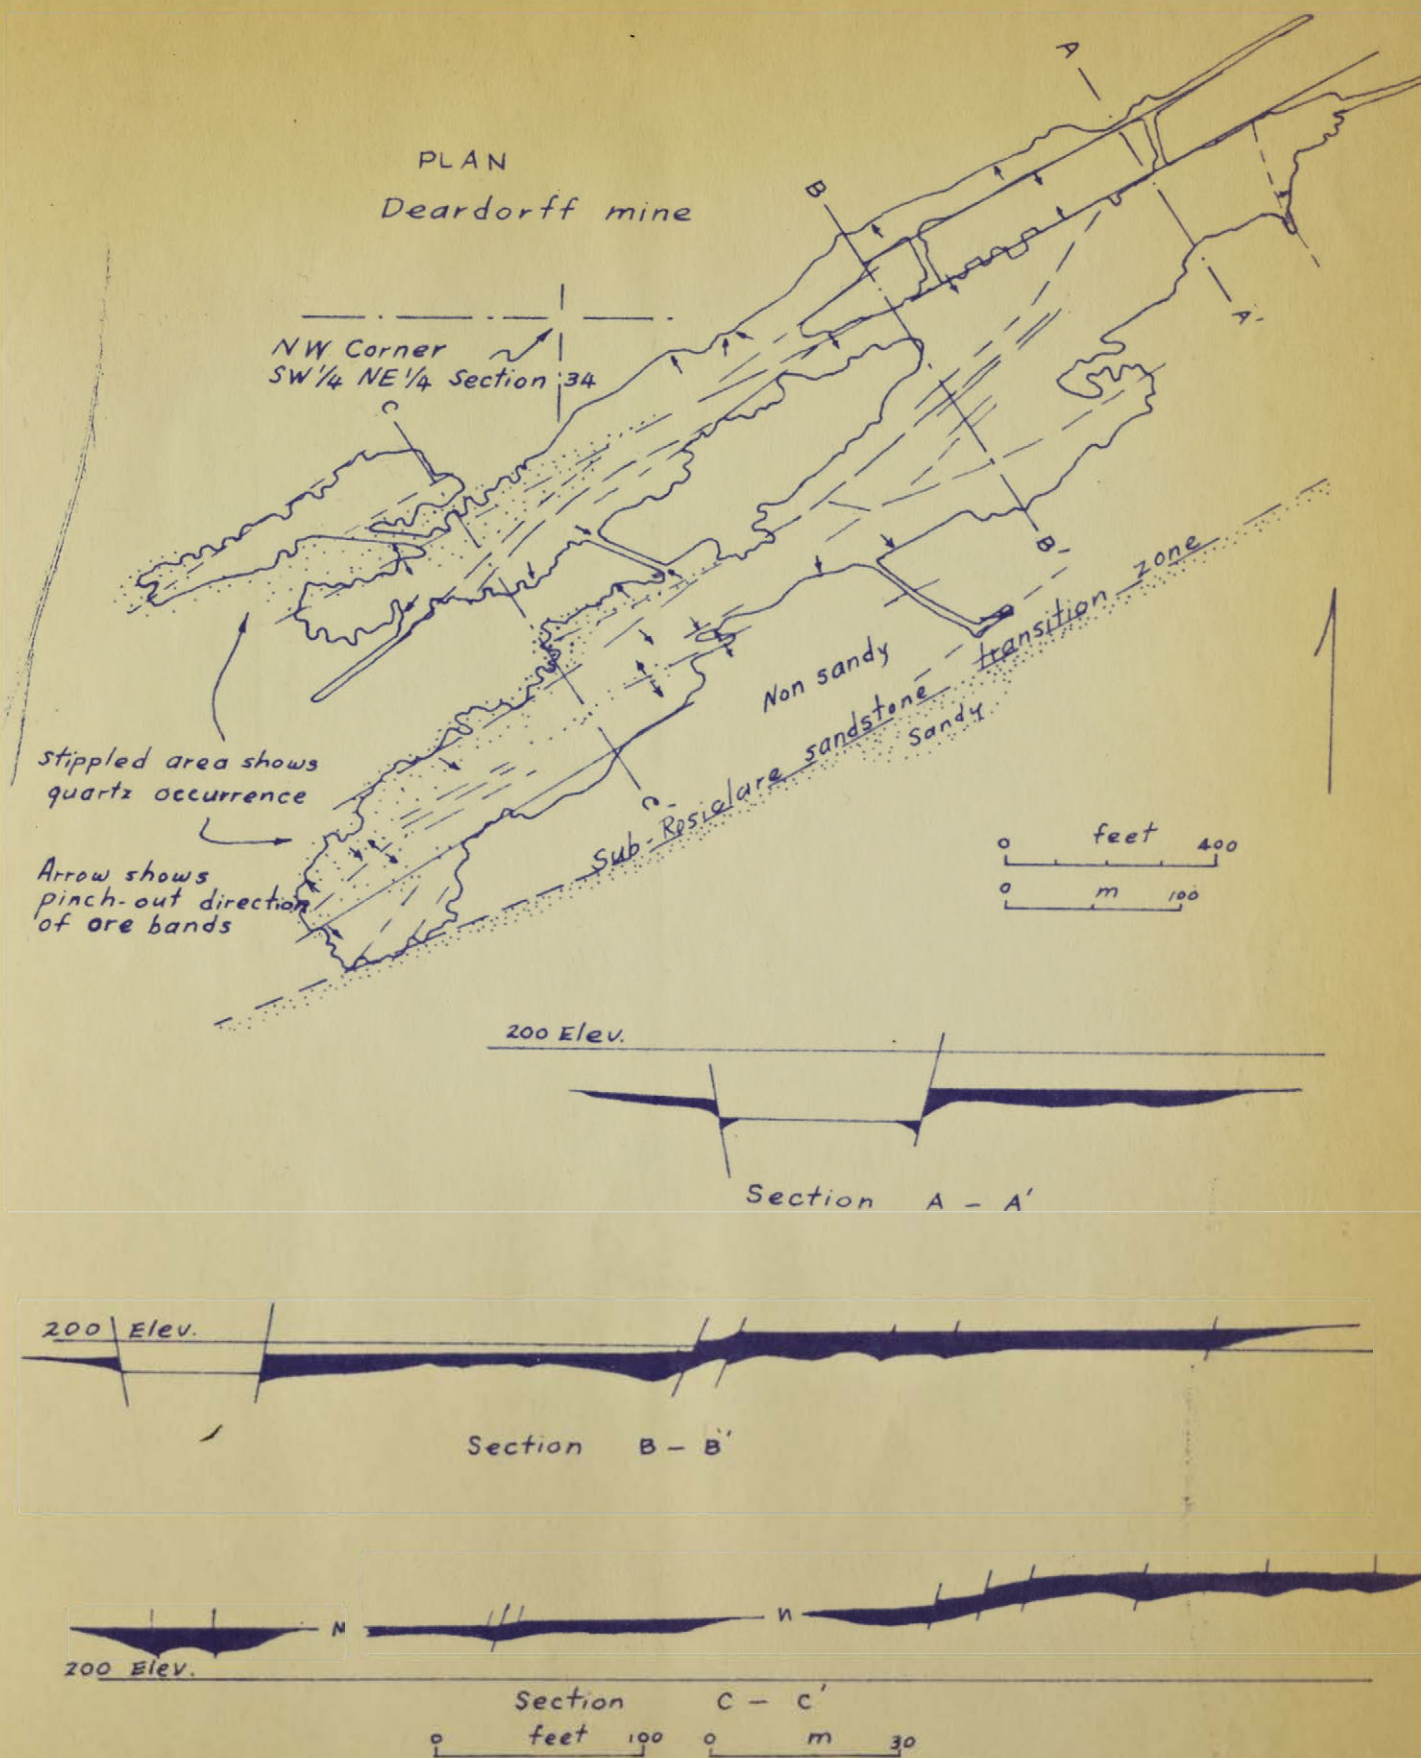 PLAN
Deardorff mine
A
B
NW Corner
SW 1/4 NE 1/4 Section 34
C
A'
B'
Non sandy
Sub-Rosiclare sandstone transition zone
Sandy
C'
stippled area shows
quartz occurrence
Arrow shows
pinch-out direction
of ore bands
0 feet 400
0 m 100
200 Elev.
Section A - A'
200 Elev.
Section B - B'
N N
200 Elev.
Section C - C'
feet m
0 100 0 30